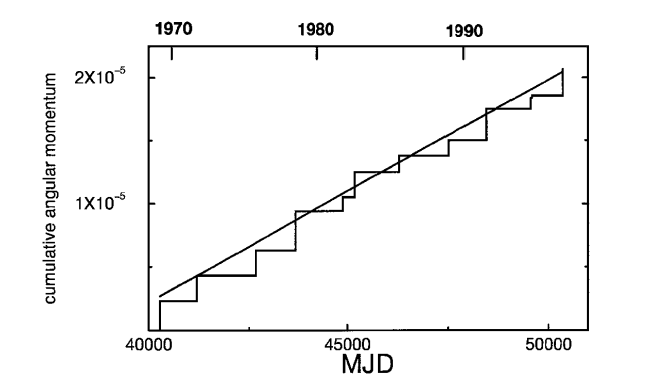 1970 1980 1990
2X10⁻⁵
1X10⁻⁵
cumulative angular momentum
40000 45000 50000
MJD